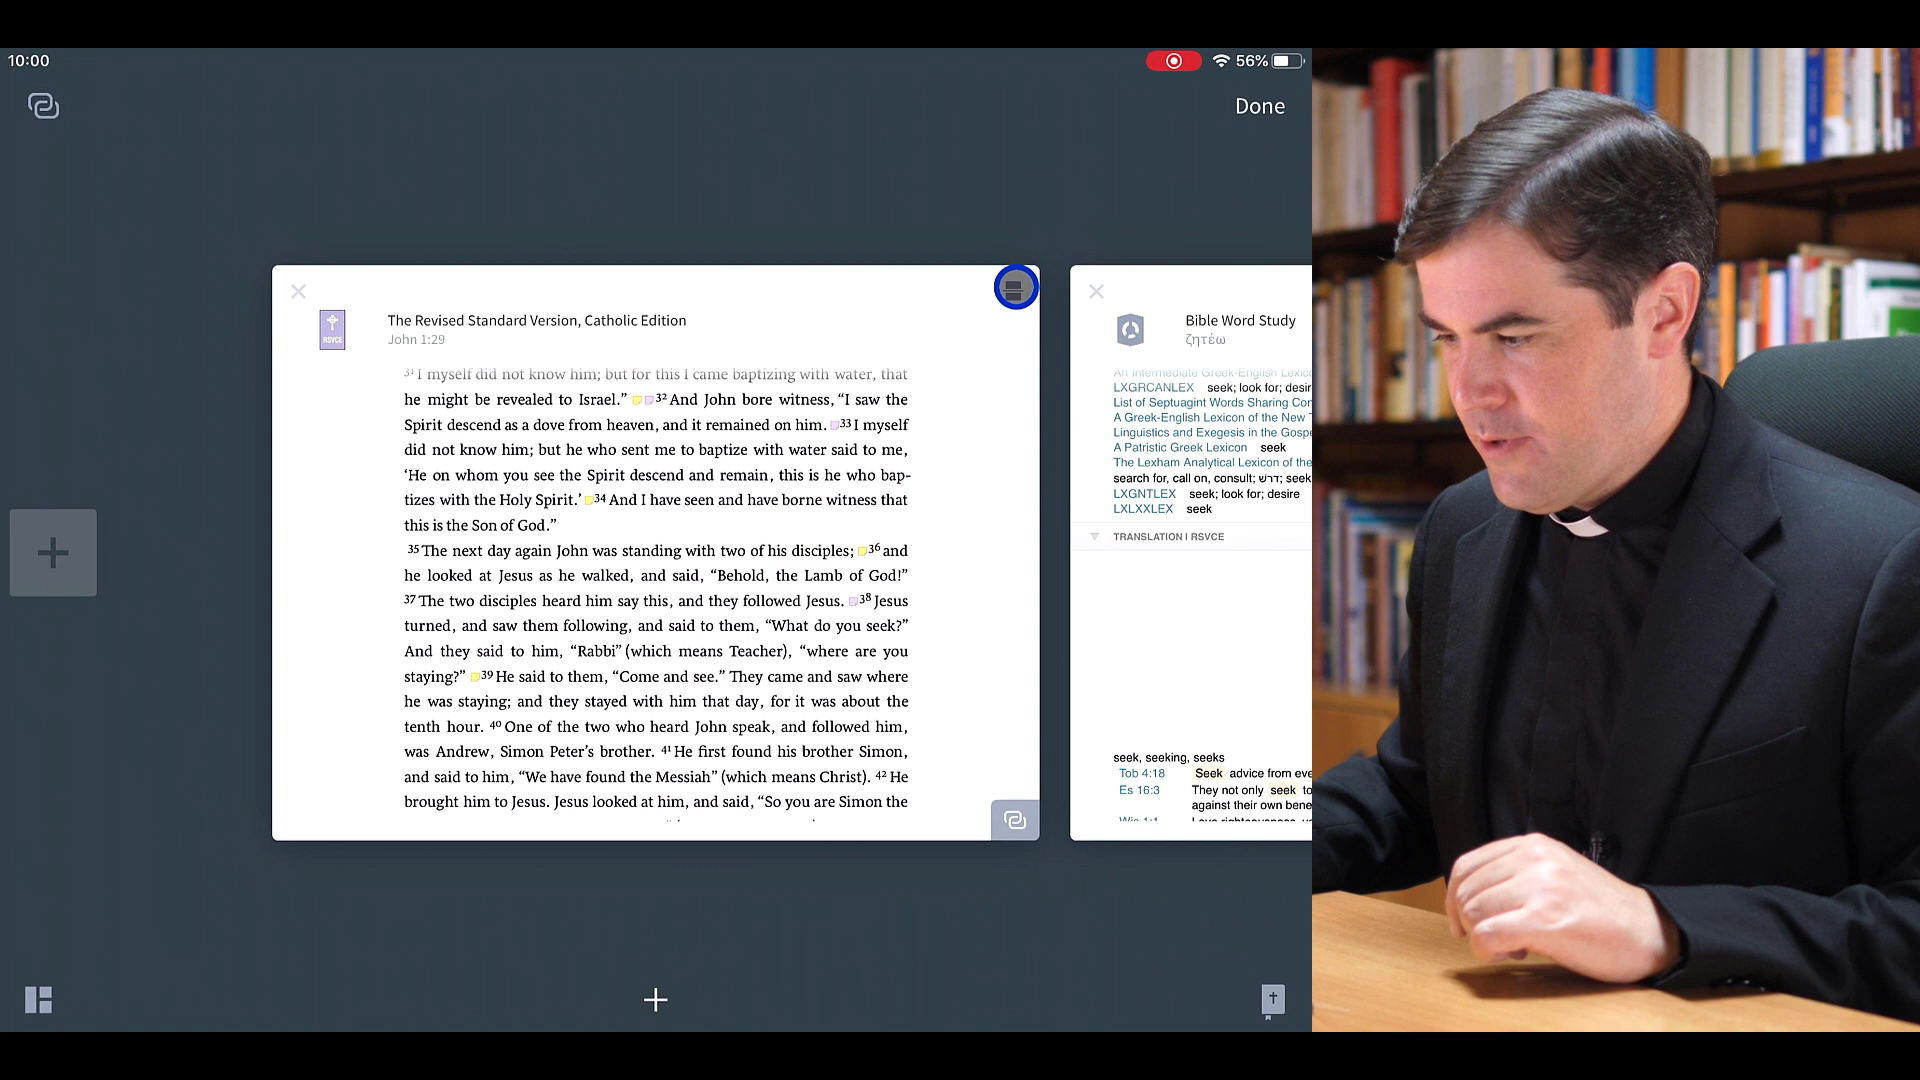 10:00
56%
Done
RSVCE
The Revised Standard Version, Catholic Edition
John 1:29
31 I myself did not know him; but for this I came baptizing with water, that
he might be revealed to Israel.” 32 And John bore witness, “I saw the
Spirit descend as a dove from heaven, and it remained on him. 33 I myself
did not know him; but he who sent me to baptize with water said to me,
‘He on whom you see the Spirit descend and remain, this is he who bap-
tizes with the Holy Spirit.’ 34 And I have seen and have borne witness that
this is the Son of God.”
35 The next day again John was standing with two of his disciples; 36 and
he looked at Jesus as he walked, and said, “Behold, the Lamb of God!”
37 The two disciples heard him say this, and they followed Jesus. 38 Jesus
turned, and saw them following, and said to them, “What do you seek?”
And they said to him, “Rabbi” (which means Teacher), “where are you
staying?” 39 He said to them, “Come and see.” They came and saw where
he was staying; and they stayed with him that day, for it was about the
tenth hour. 40 One of the two who heard John speak, and followed him,
was Andrew, Simon Peter’s brother. 41 He first found his brother Simon,
and said to him, “We have found the Messiah” (which means Christ). 42 He
brought him to Jesus. Jesus looked at him, and said, “So you are Simon the
Bible Word Study
ζητέω
An Intermediate Greek-English Lexico
LXGRCANLEX seek; look for; desir
List of Septuagint Words Sharing Con
A Greek-English Lexicon of the New T
Linguistics and Exegesis in the Gospe
A Patristic Greek Lexicon seek
The Lexham Analytical Lexicon of the
search for, call on, consult; דרשׁ; seek
LXGNTLEX seek; look for; desire
LXLXXLEX seek
TRANSLATION | RSVCE
seek, seeking, seeks
Tob 4:18 Seek advice from eve
Es 16:3 They not only seek to
against their own bene
Wis 1:1 Love righteousness,